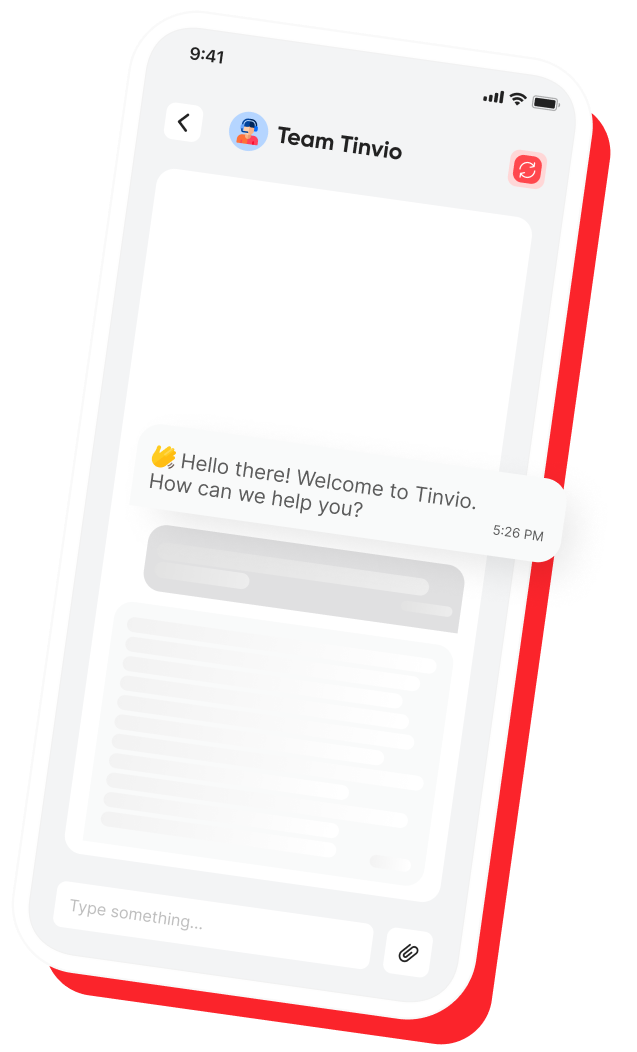 9:41
Team Tinvio
👋 Hello there! Welcome to Tinvio.
How can we help you?
5:26 PM
Type something...